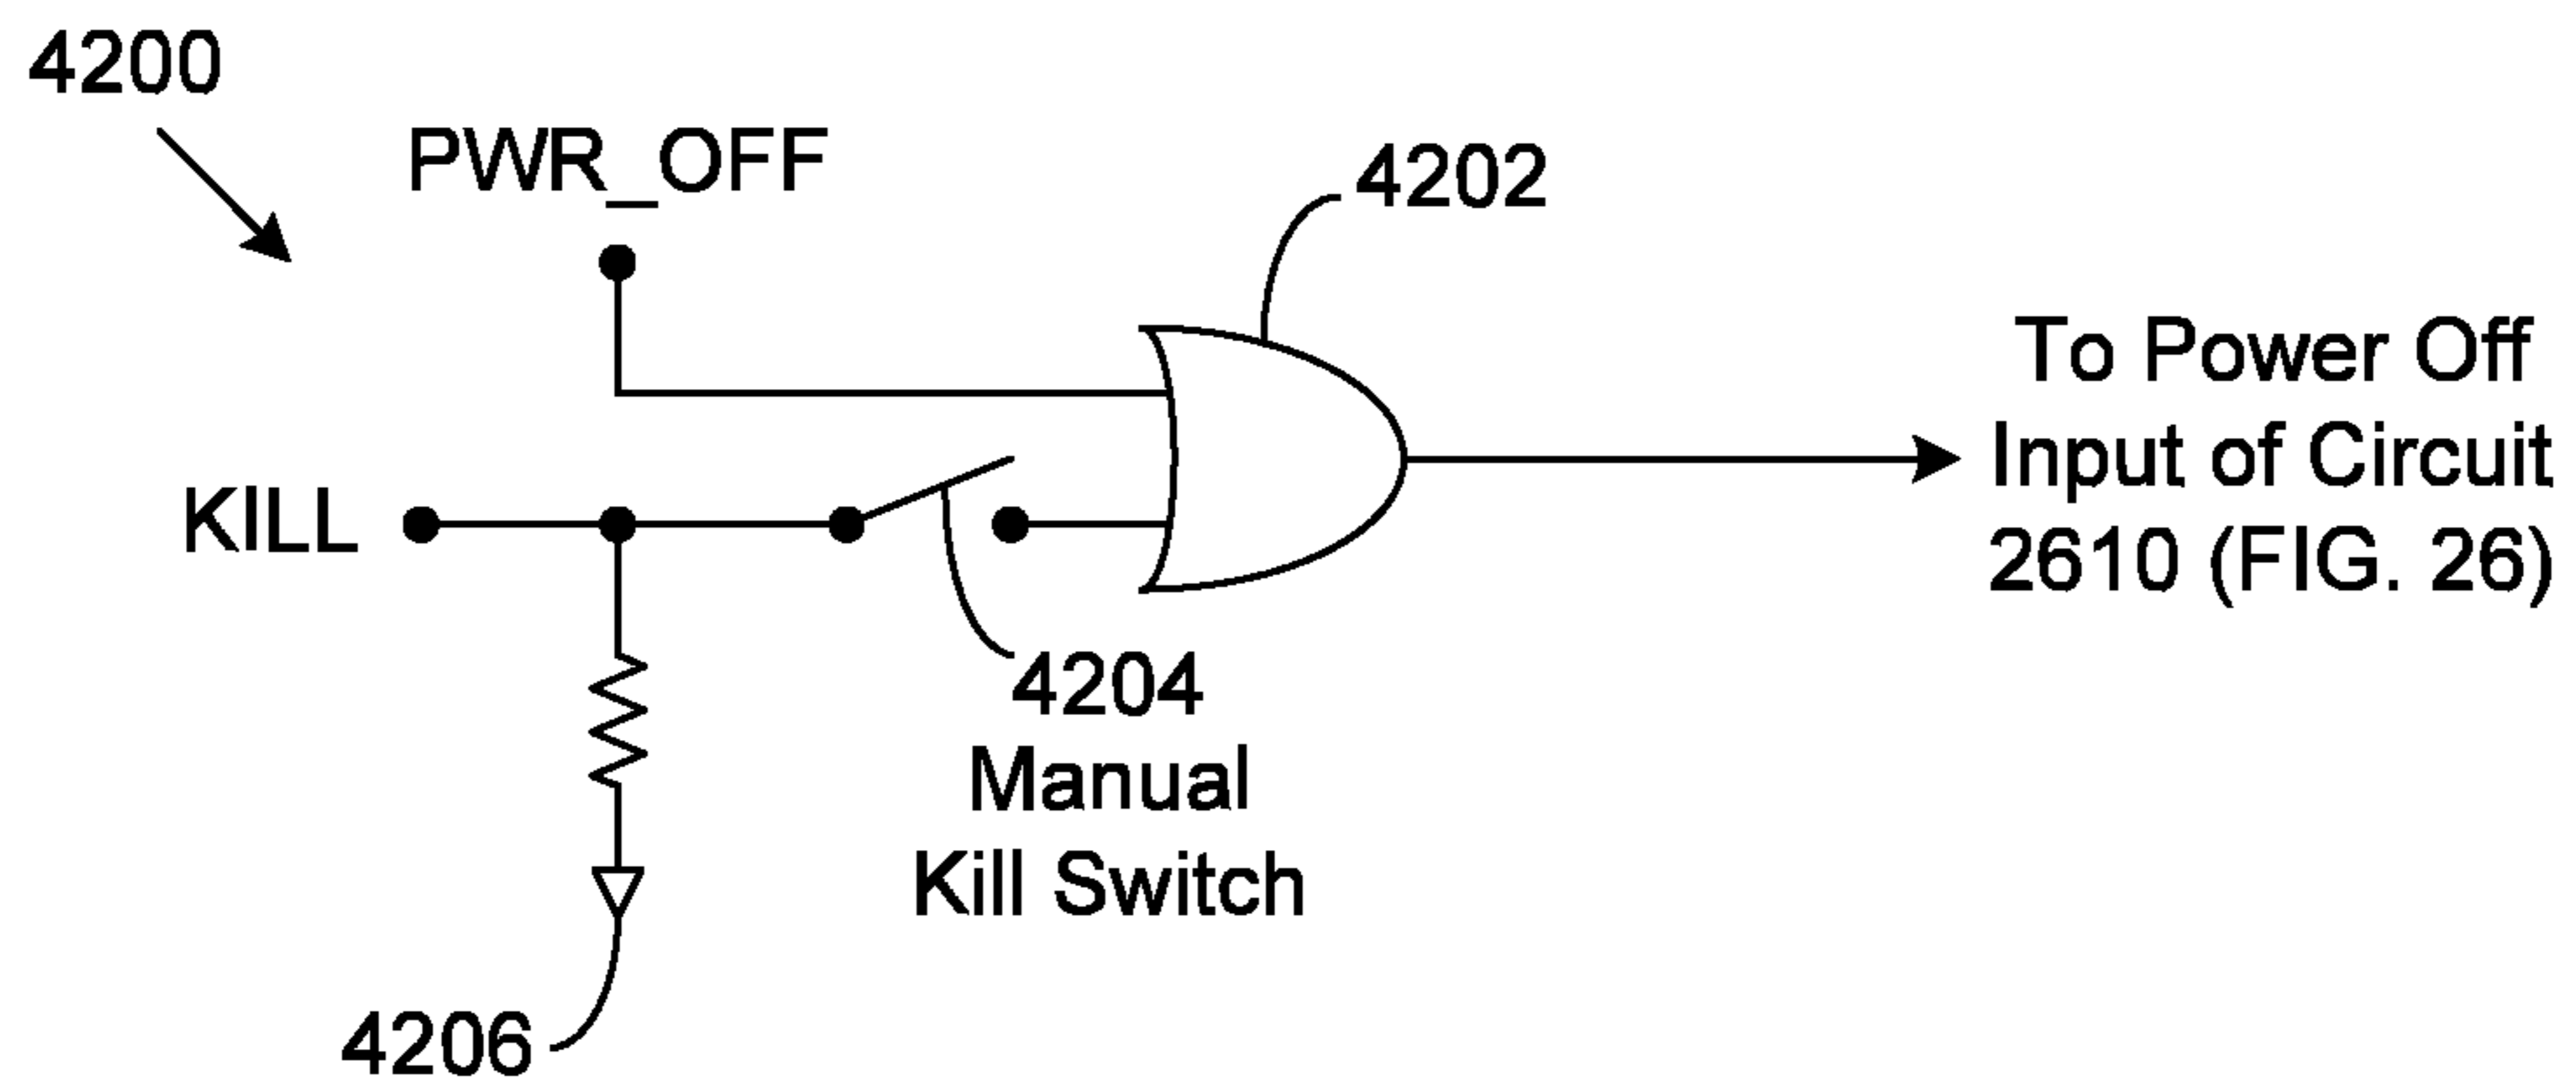 4200
PWR_OFF
4202
To Power Off
Input of Circuit
2610 (FIG. 26)
KILL
4204
Manual
Kill Switch
4206